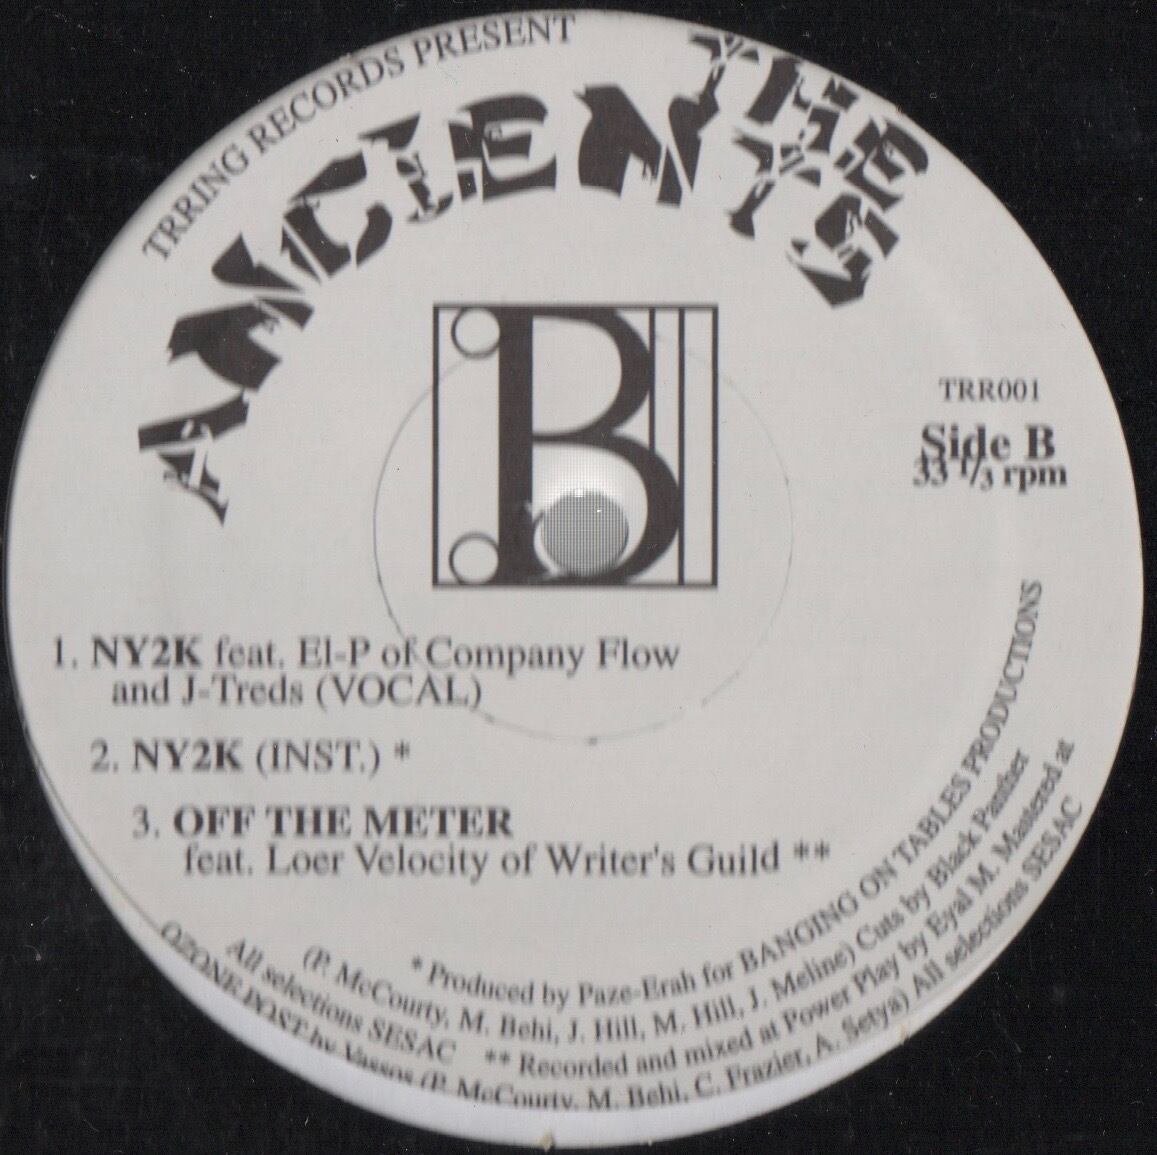 TRRING RECORDS PRESENT
THE
ANCIENTS
B
TRR001
Side B
33 1/3 rpm
1. NY2K feat. El-P of Company Flow
and J-Treds (VOCAL)
2. NY2K (INST.) *
3. OFF THE METER
feat. Loer Velocity of Writer's Guild **
* Produced by Paze-Erah for BANGING ON TABLES PRODUCTIONS
(P. McCourty, M. Behi, J. Hill, M. Hill, J. Meline) Cuts by Black Panther
All selections SESAC ** Recorded and mixed at Power Play by Eyal M. Mastered at
OZONE POST by Vassos (P. McCourty, M. Behi, C. Frazier, A. Setya) All selections SESAC